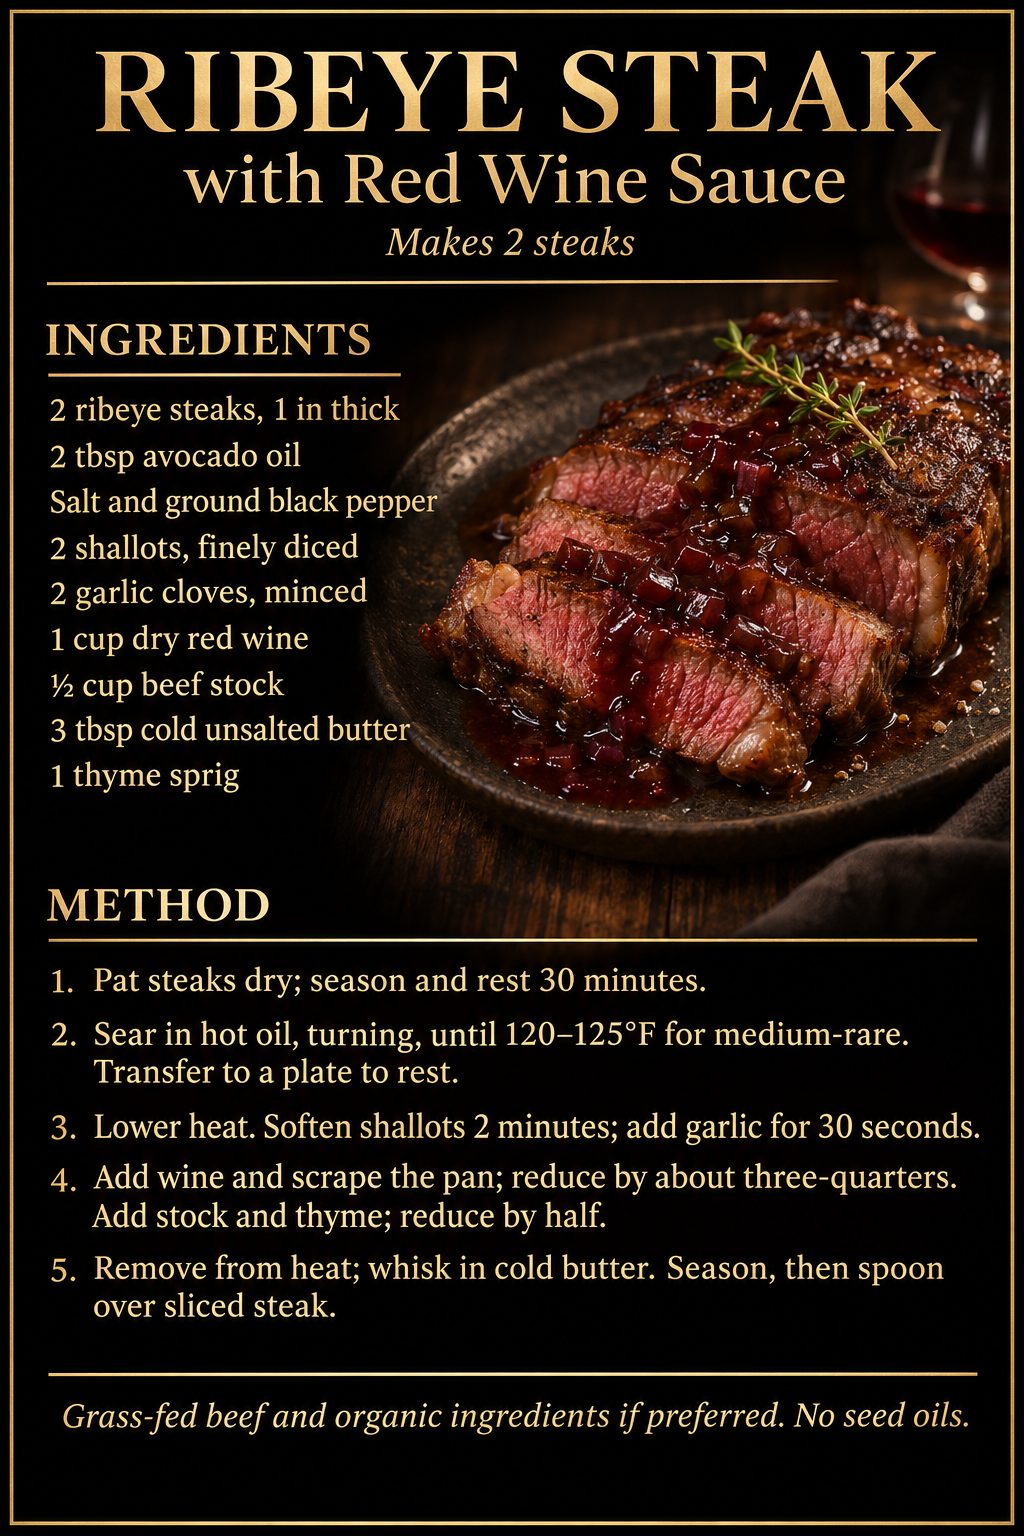 RIBEYE STEAK
with Red Wine Sauce
Makes 2 steaks
INGREDIENTS
2 ribeye steaks, 1 in thick
2 tbsp avocado oil
Salt and ground black pepper
2 shallots, finely diced
2 garlic cloves, minced
1 cup dry red wine
½ cup beef stock
3 tbsp cold unsalted butter
1 thyme sprig
METHOD
1. Pat steaks dry; season and rest 30 minutes.
2. Sear in hot oil, turning, until 120–125°F for medium-rare.
Transfer to a plate to rest.
3. Lower heat. Soften shallots 2 minutes; add garlic for 30 seconds.
4. Add wine and scrape the pan; reduce by about three-quarters.
Add stock and thyme; reduce by half.
5. Remove from heat; whisk in cold butter. Season, then spoon
over sliced steak.
Grass-fed beef and organic ingredients if preferred. No seed oils.